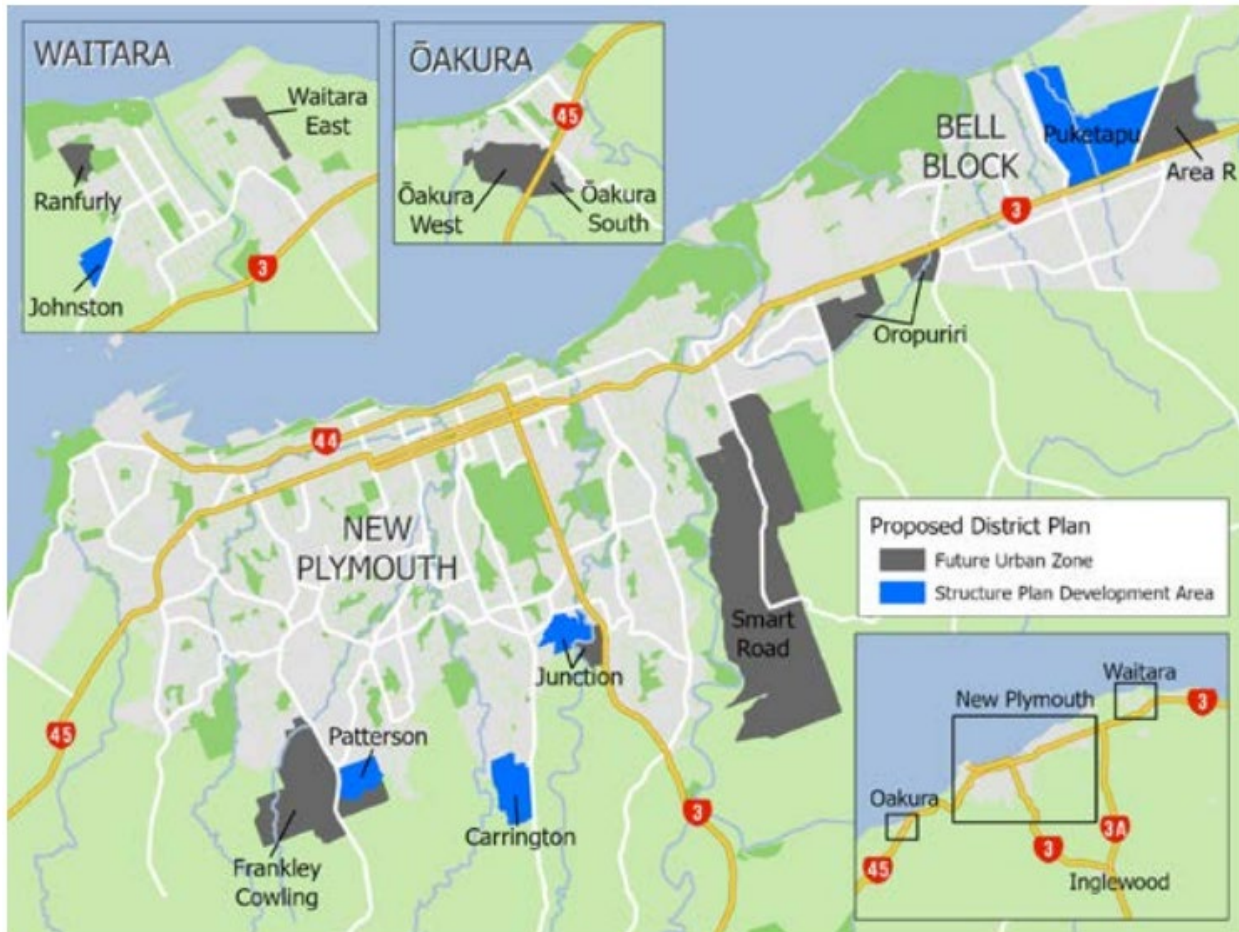 WAITARA
Waitara
East
Ranfurly
Johnston
3
ŌAKURA
45
Ōakura
West
Ōakura
South
BELL
BLOCK
Puketapu
Area R
3
Oropuriri
44
NEW
PLYMOUTH
Smart
Road
Junction
Patterson
45
Carrington
Frankley
Cowling
3
Proposed District Plan
Future Urban Zone
Structure Plan Development Area
Waitara
New Plymouth
3
Oakura
3A
3
45
Inglewood